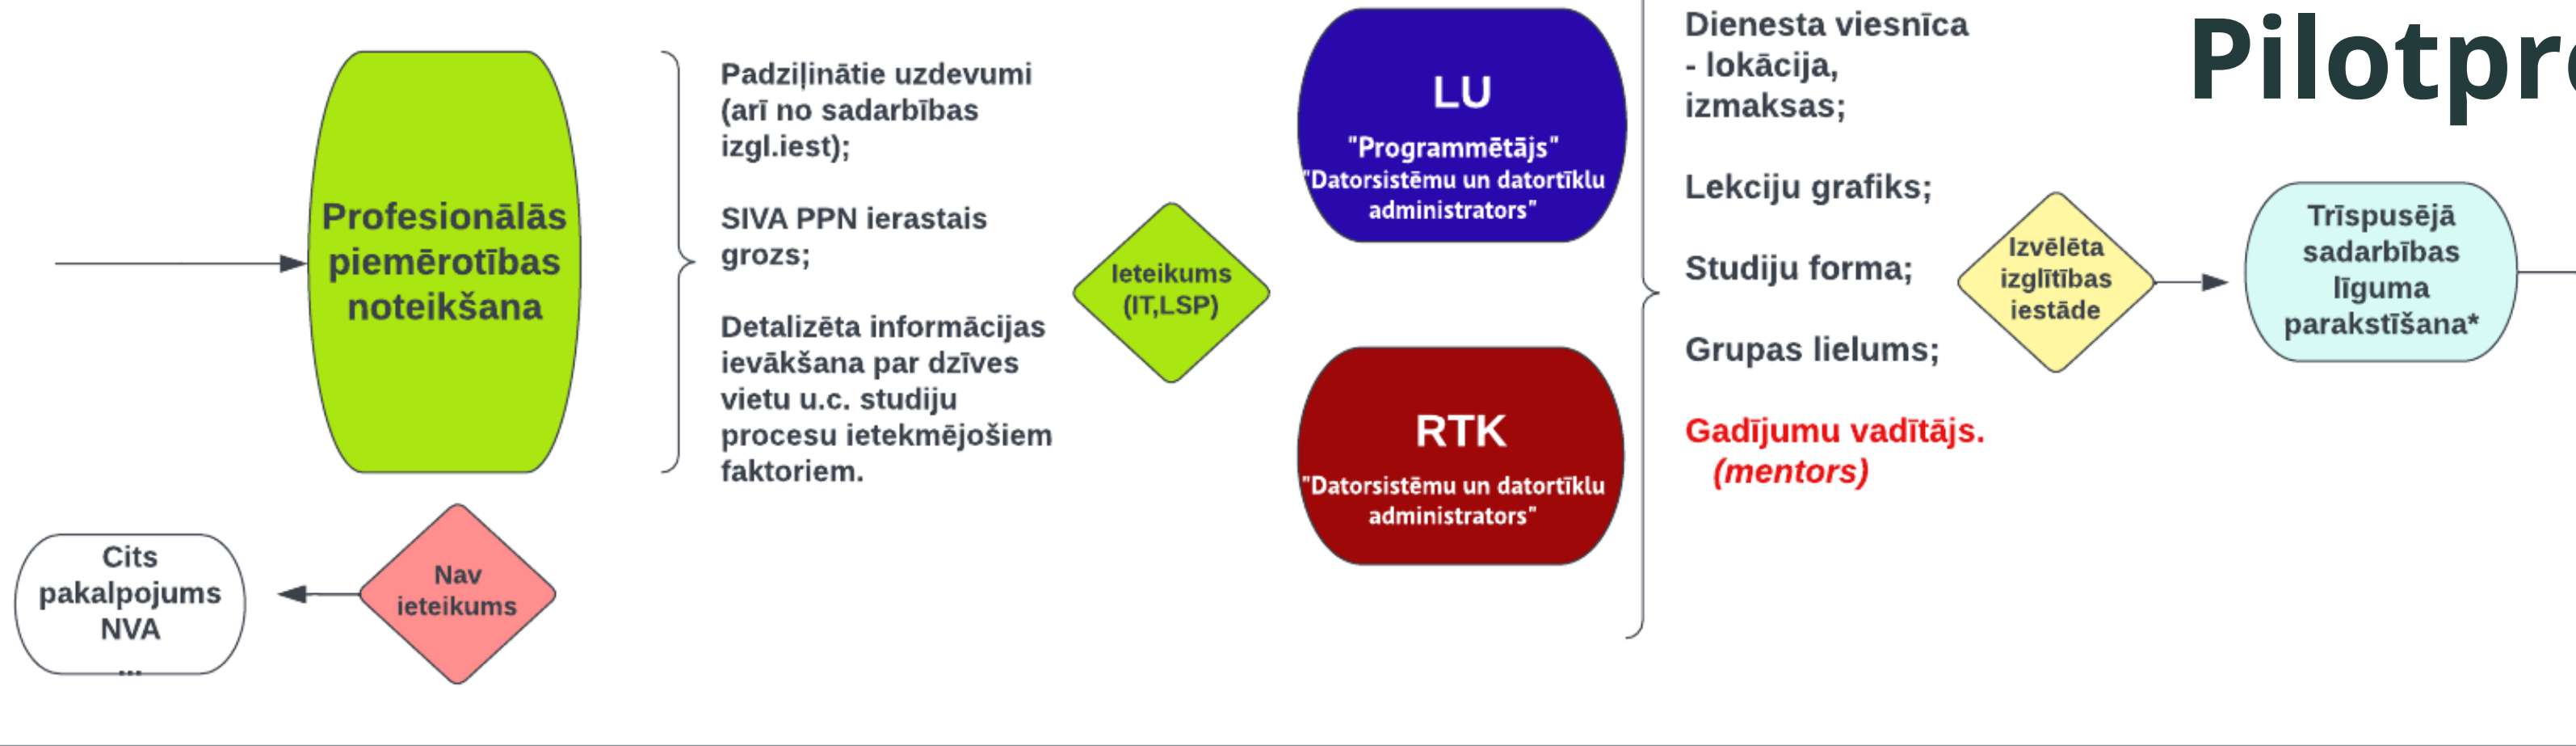 Profesionālās
piemērotības
noteikšana
Padziļinātie uzdevumi
(arī no sadarbības
izgl.iest);
SIVA PPN ierastais
grozs;
Detalizēta informācijas
ievākšana par dzīves
vietu u.c. studiju
procesu ietekmējošiem
faktoriem.
Nav
ieteikums
Cits
pakalpojums
NVA
...
Ieteikums
(IT,LSP)
LU
"Programmētājs"
"Datorsistēmu un datortīklu
administrators"
RTK
"Datorsistēmu un datortīklu
administrators"
Dienesta viesnīca
- lokācija,
izmaksas;
Lekciju grafiks;
Studiju forma;
Grupas lielums;
Gadījumu vadītājs.
(mentors)
Izvēlēta
izglītības
iestāde
Pilotpr
Trīspusējā
sadarbības
līguma
parakstīšana*